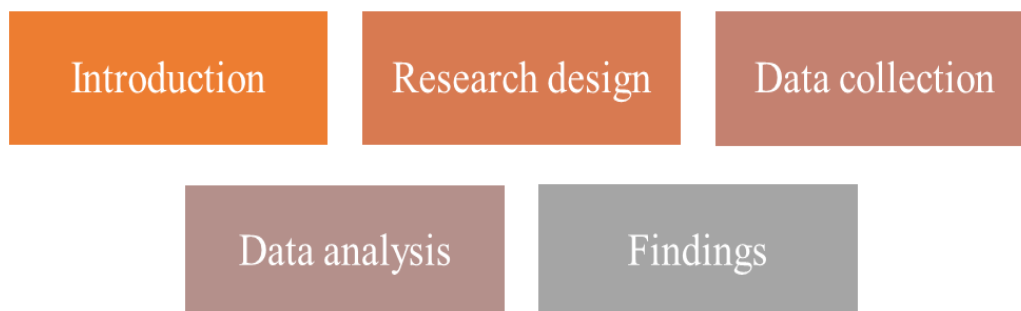 Introduction
Research design
Data collection
Data analysis
Findings